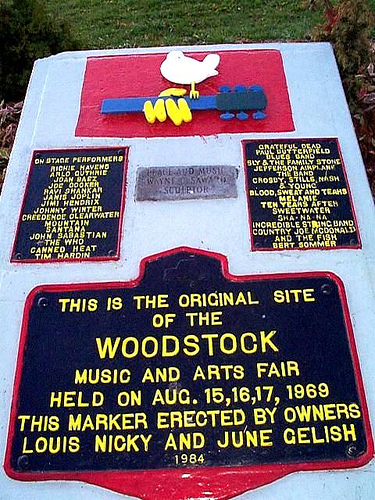 PEACE AND MUSIC
WAYNE C. SAWARD
SCULPTOR
ON STAGE PERFORMERS
RICHIE HAVENS
ARLO GUTHRIE
JOAN BAEZ
JOE COCKER
RAVI SHANKAR
JANIS JOPLIN
JIMI HENDRIX
JOHNNY WINTER
CREEDENCE CLEARWATER
MOUNTAIN
SANTANA
JOHN SABASTIAN
THE WHO
CANNED HEAT
TIM HARDIN
GRATEFUL DEAD
PAUL BUTTERFIELD
BLUES BAND
SLY & THE FAMILY STONE
JEFFERSON AIRPLANE
THE BAND
CROSBY, STILLS, NASH
& YOUNG
BLOOD, SWEAT AND TEARS
MELANIE
TEN YEARS AFTER
SWEETWATER
SHA-NA-NA
INCREDIBLE STRING BAND
COUNTRY JOE MCDONALD
AND THE FISH
BERT SOMMER
THIS IS THE ORIGINAL SITE
OF THE
WOODSTOCK
MUSIC AND ARTS FAIR
HELD ON AUG. 15,16,17, 1969
THIS MARKER ERECTED BY OWNERS
LOUIS NICKY AND JUNE GELISH
1984